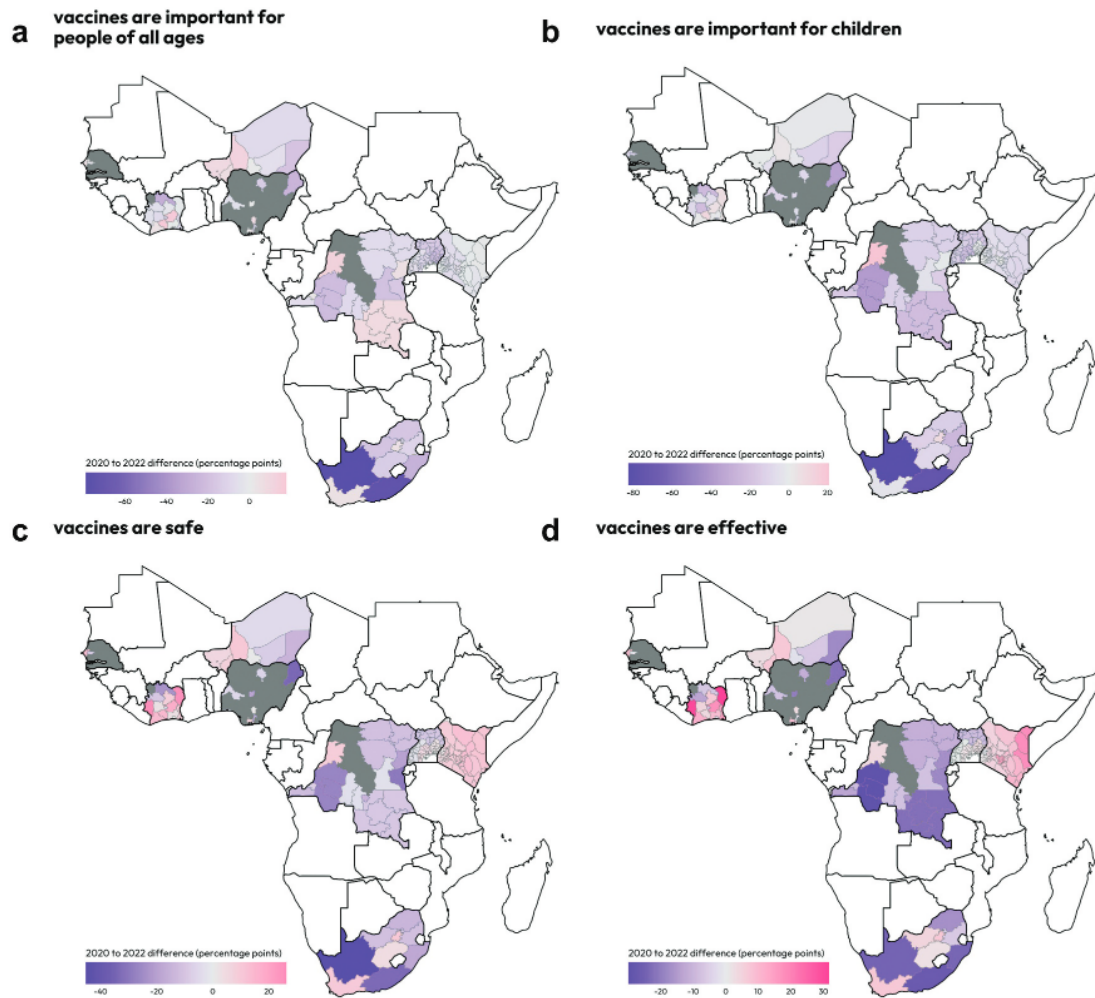 a
vaccines are important for
people of all ages
b
vaccines are important for children
2020 to 2022 difference (percentage points)
-60 -40 -20 0
2020 to 2022 difference (percentage points)
-80 -60 -40 -20 0 20
c
vaccines are safe
d
vaccines are effective
2020 to 2022 difference (percentage points)
-40 -20 0 20
2020 to 2022 difference (percentage points)
-20 -10 0 10 20 30